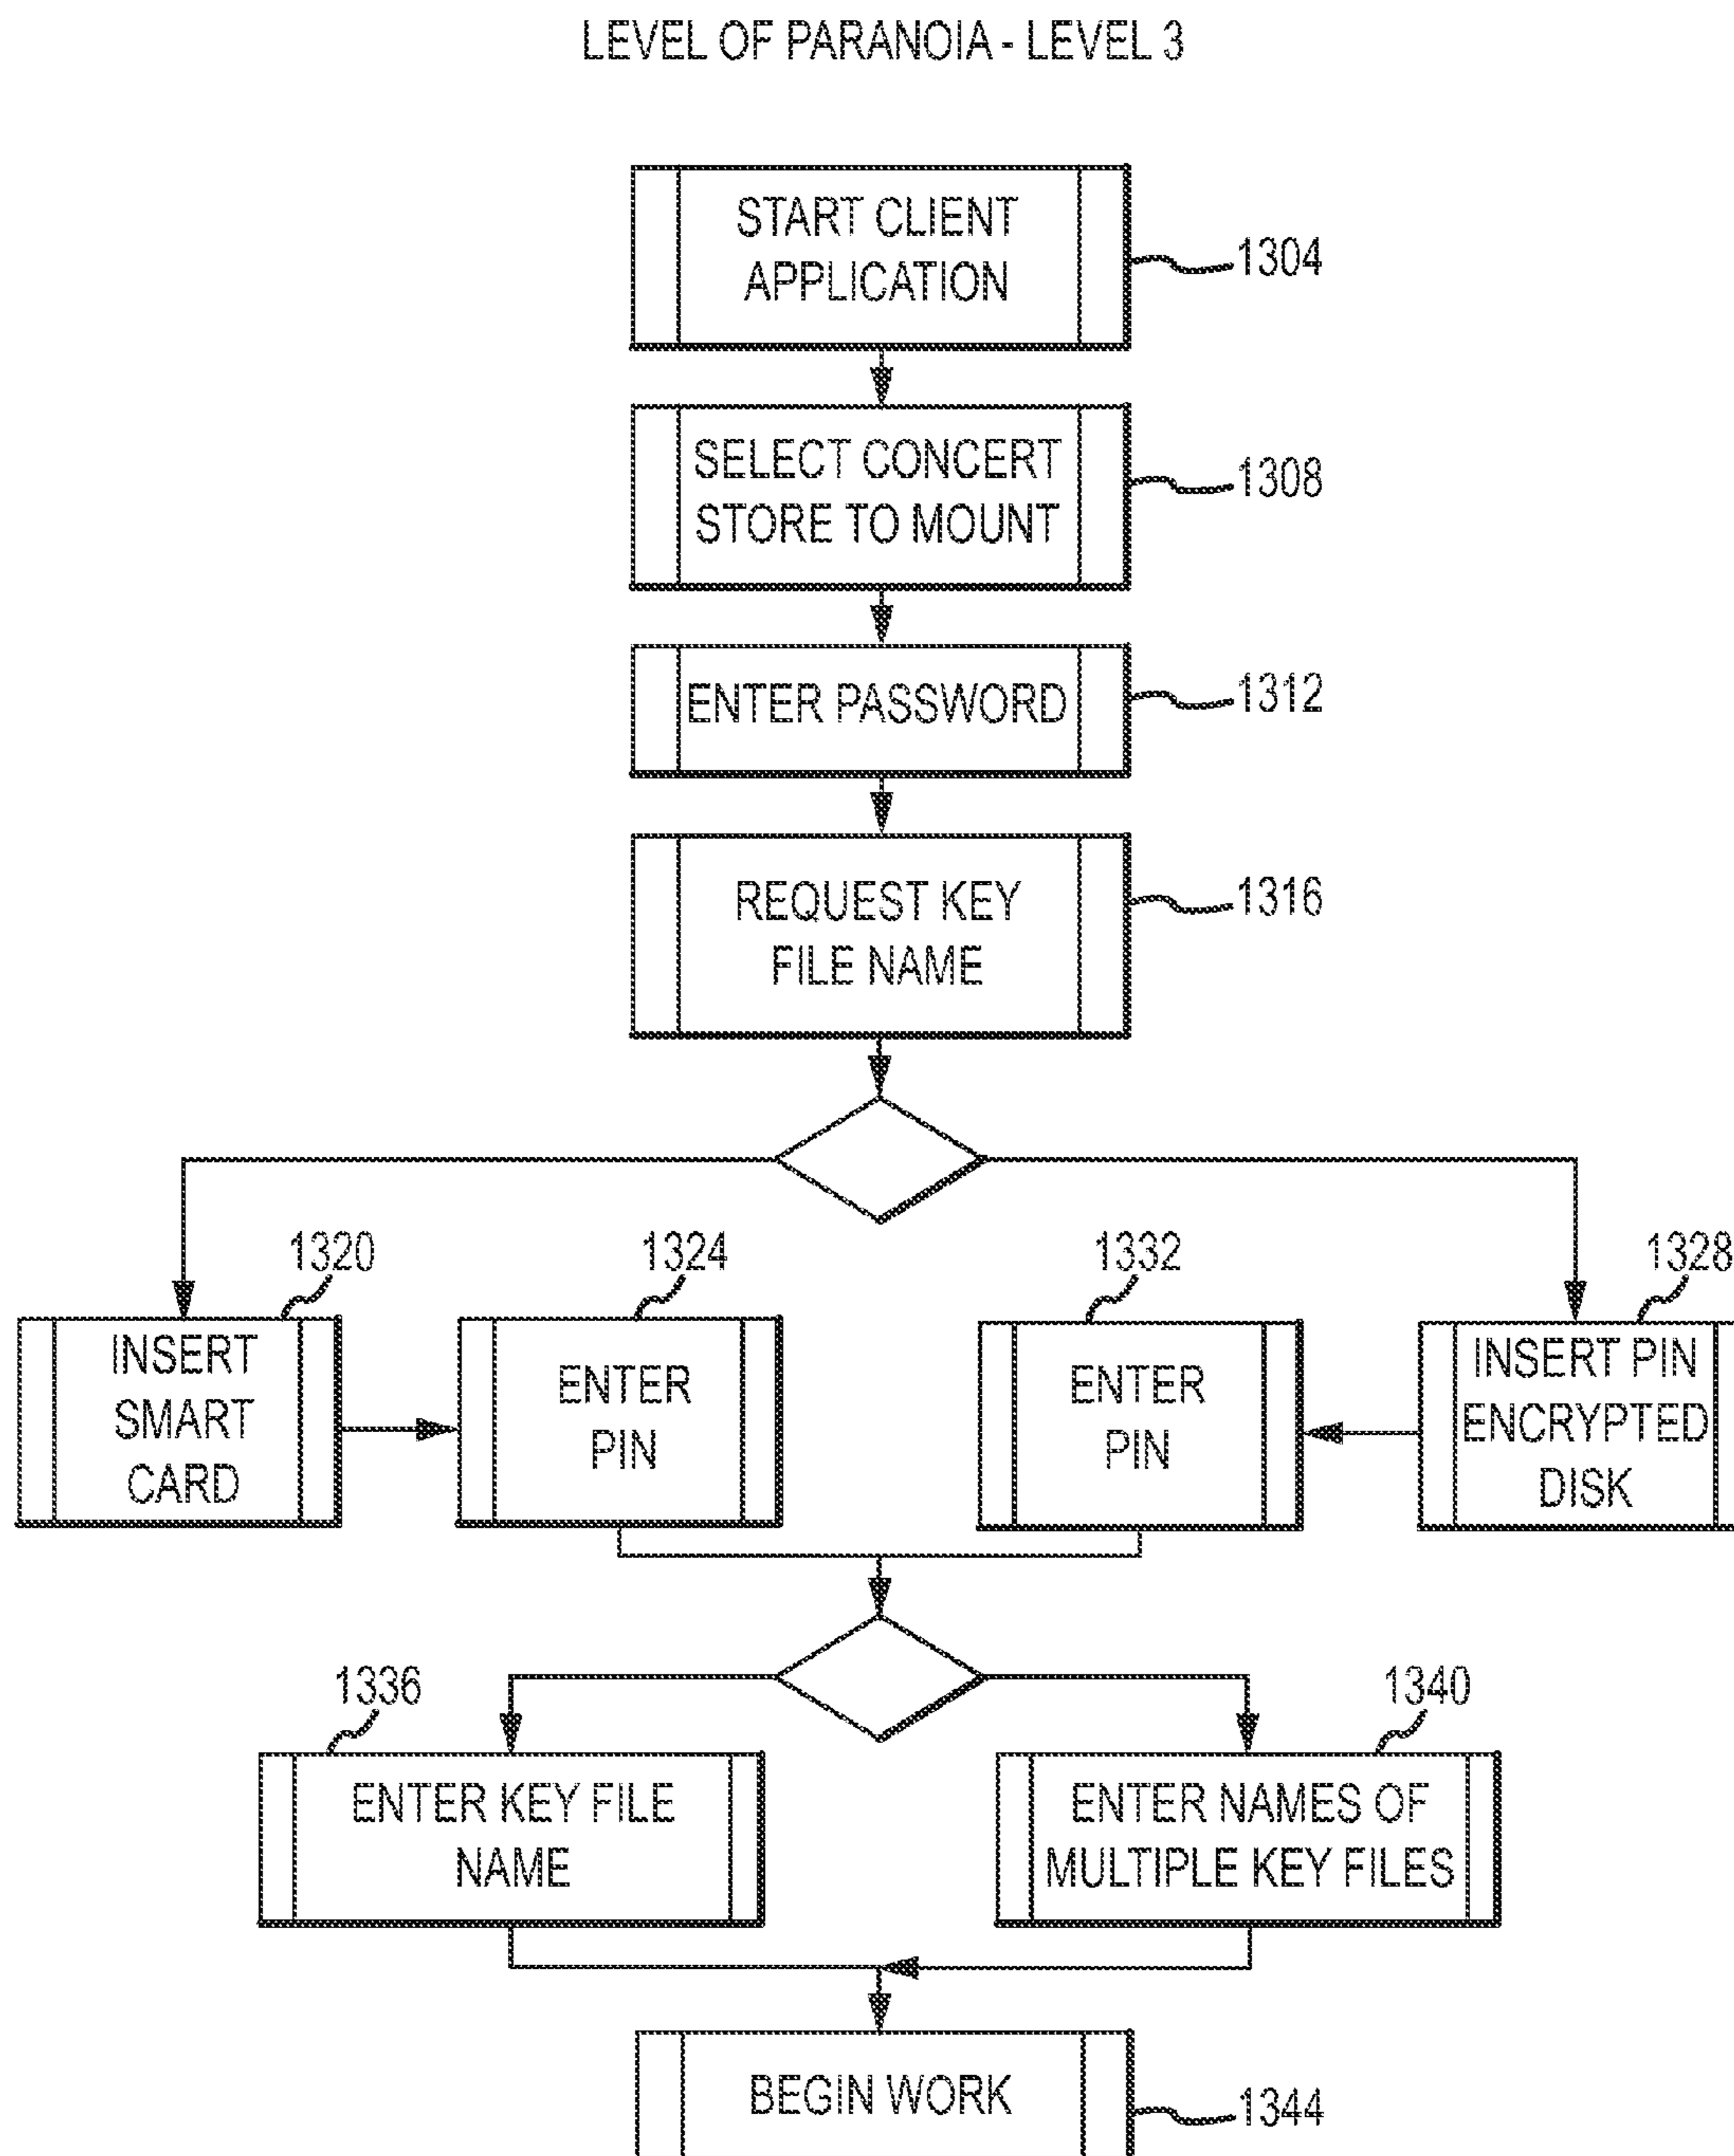 LEVEL OF PARANOIA - LEVEL 3
START CLIENT
APPLICATION
1304
SELECT CONCERT
STORE TO MOUNT
1308
ENTER PASSWORD
1312
REQUEST KEY
FILE NAME
1316
1320
INSERT
SMART
CARD
1324
ENTER
PIN
1332
ENTER
PIN
1328
INSERT PIN
ENCRYPTED
DISK
1336
ENTER KEY FILE
NAME
1340
ENTER NAMES OF
MULTIPLE KEY FILES
BEGIN WORK
1344